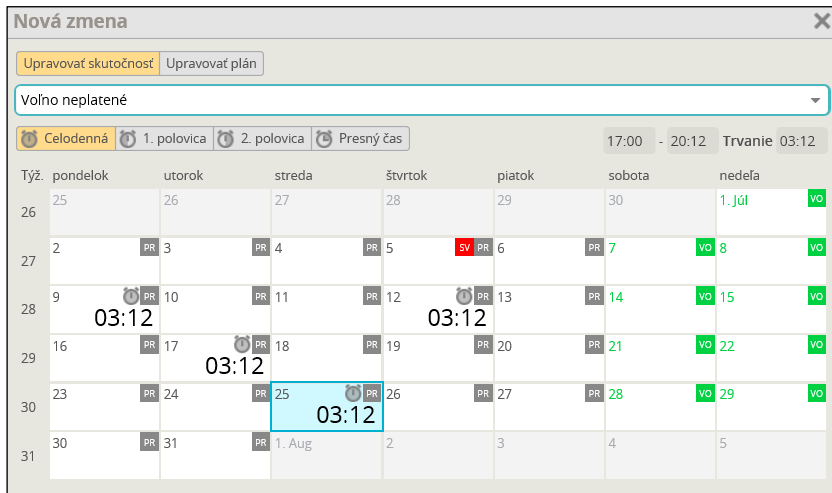 Nová zmena
Upravovať skutočnosť Upravovať plán
Voľno neplatené
Celodenná 1. polovica 2. polovica Presný čas 17:00 - 20:12 Trvanie 03:12
Týž. pondelok utorok streda štvrtok piatok sobota nedeľa
26 25 26 27 28 29 30 1. Júl VO
27 2 PR 3 PR 4 PR 5 SV PR 6 PR 7 VO 8 VO
28 9 PR 03:12 10 PR 11 PR 12 PR 03:12 13 PR 14 VO 15 VO
29 16 PR 17 PR 03:12 18 PR 19 PR 20 PR 21 VO 22 VO
30 23 PR 24 PR 25 PR 03:12 26 PR 27 PR 28 VO 29 VO
31 30 PR 31 PR 1. Aug 2 3 4 5